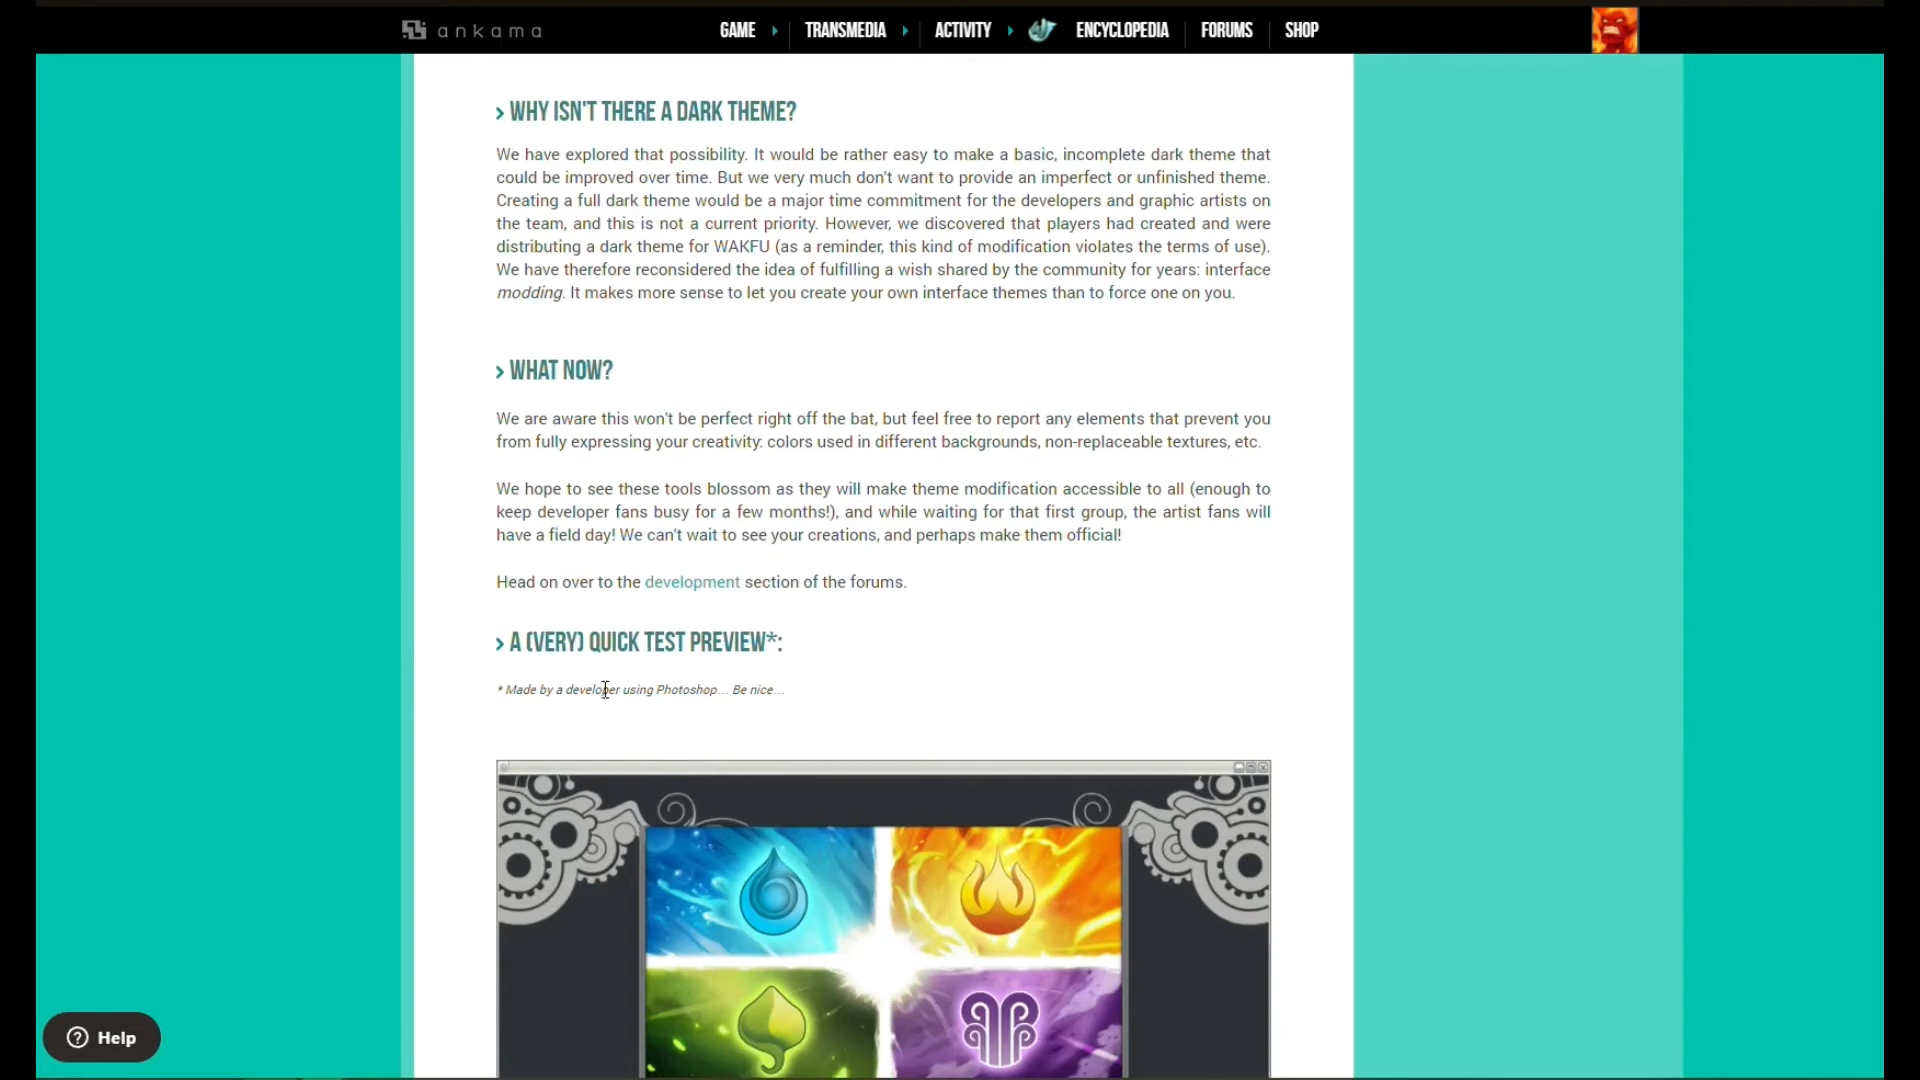 ankama GAME TRANSMEDIA ACTIVITY ENCYCLOPEDIA FORUMS SHOP
> WHY ISN'T THERE A DARK THEME?
We have explored that possibility. It would be rather easy to make a basic, incomplete dark theme that
could be improved over time. But we very much don't want to provide an imperfect or unfinished theme.
Creating a full dark theme would be a major time commitment for the developers and graphic artists on
the team, and this is not a current priority. However, we discovered that players had created and were
distributing a dark theme for WAKFU (as a reminder, this kind of modification violates the terms of use).
We have therefore reconsidered the idea of fulfilling a wish shared by the community for years: interface
modding. It makes more sense to let you create your own interface themes than to force one on you.
> WHAT NOW?
We are aware this won't be perfect right off the bat, but feel free to report any elements that prevent you
from fully expressing your creativity: colors used in different backgrounds, non-replaceable textures, etc.
We hope to see these tools blossom as they will make theme modification accessible to all (enough to
keep developer fans busy for a few months!), and while waiting for that first group, the artist fans will
have a field day! We can't wait to see your creations, and perhaps make them official!
Head on over to the development section of the forums.
> A (VERY) QUICK TEST PREVIEW*:
* Made by a developer using Photoshop... Be nice...
? Help